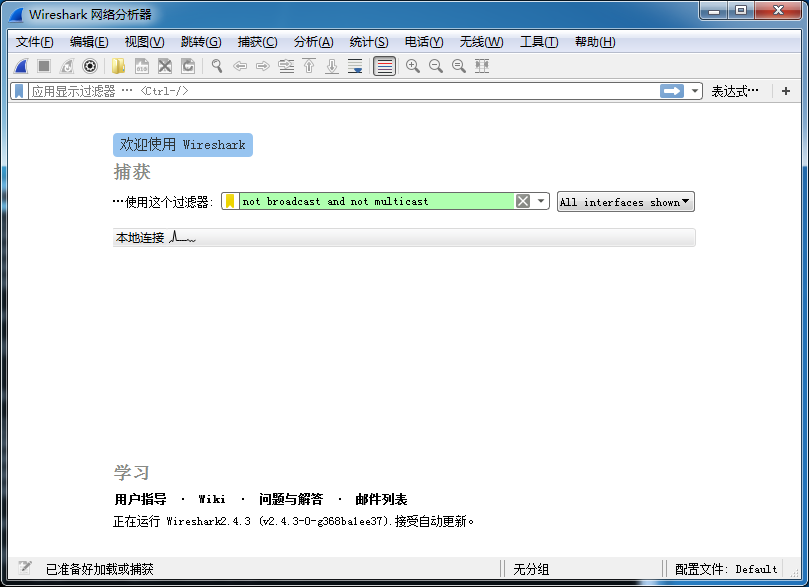 Wireshark 网络分析器
文件(F) 编辑(E) 视图(V) 跳转(G) 捕获(C) 分析(A) 统计(S) 电话(Y) 无线(W) 工具(T) 帮助(H)
应用显示过滤器 … <Ctrl-/> 表达式… +
欢迎使用 Wireshark
捕获
…使用这个过滤器: not broadcast and not multicast All interfaces shown
本地连接
学习
用户指导 · Wiki · 问题与解答 · 邮件列表
正在运行 Wireshark2.4.3 (v2.4.3-0-g368ba1ee37).接受自动更新。
已准备好加载或捕获 无分组 配置文件: Default